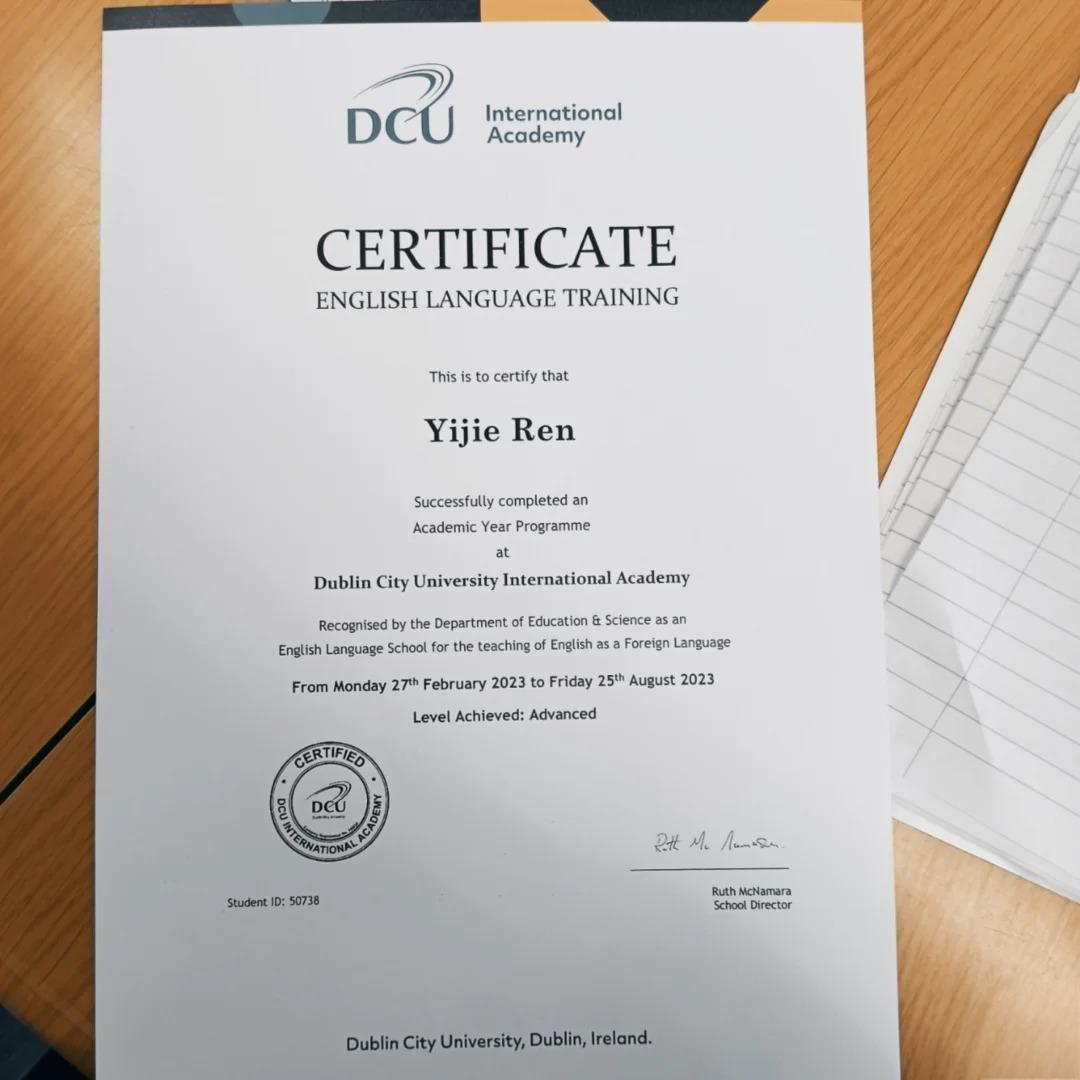 DCU International
Academy
CERTIFICATE
ENGLISH LANGUAGE TRAINING
This is to certify that
Yijie Ren
Successfully completed an
Academic Year Programme
at
Dublin City University International Academy
Recognised by the Department of Education & Science as an
English Language School for the teaching of English as a Foreign Language
From Monday 27th February 2023 to Friday 25th August 2023
Level Achieved: Advanced
CERTIFIED
DCU
DCU INTERNATIONAL ACADEMY
Ruth McNamara
Student ID: 50738
Ruth McNamara
School Director
Dublin City University, Dublin, Ireland.